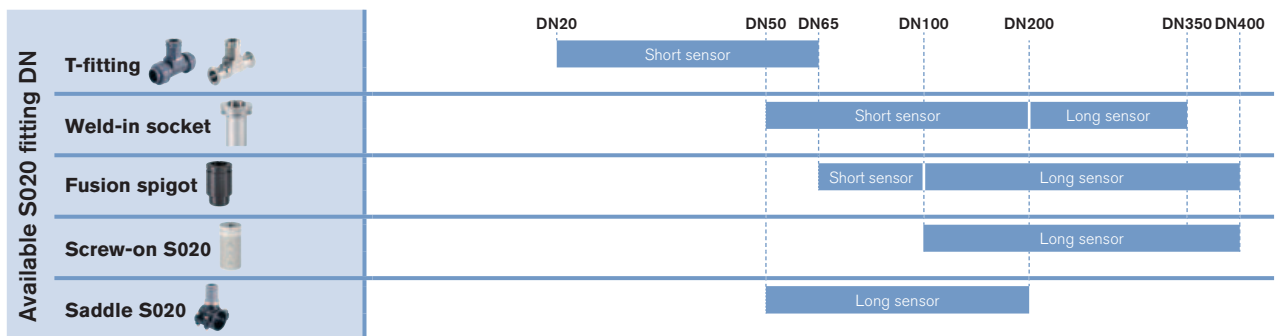 Available S020 fitting DN
DN20 DN50 DN65 DN100 DN200 DN350 DN400
T-fitting Short sensor
Weld-in socket Short sensor Long sensor
Fusion spigot Short sensor Long sensor
Screw-on S020 Long sensor
Saddle S020 Long sensor